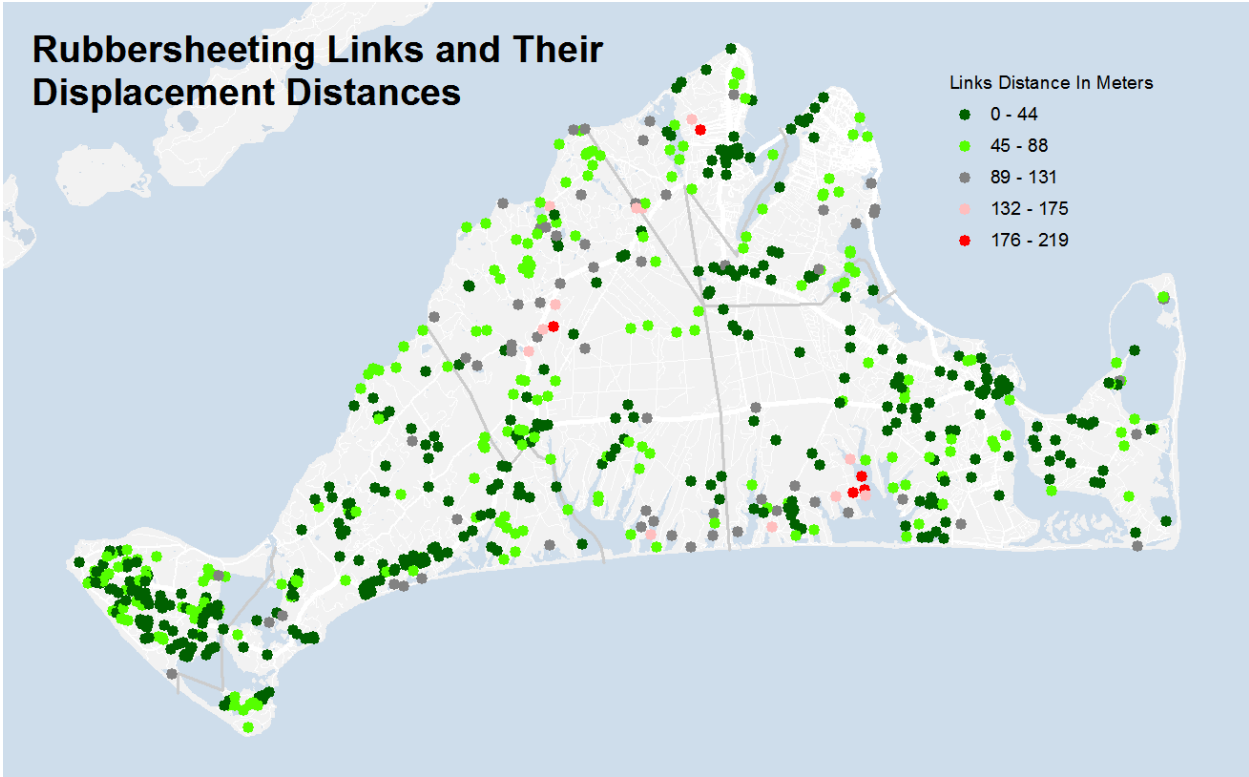 Rubbersheeting Links and Their
Displacement Distances
Links Distance In Meters
0 - 44
45 - 88
89 - 131
132 - 175
176 - 219